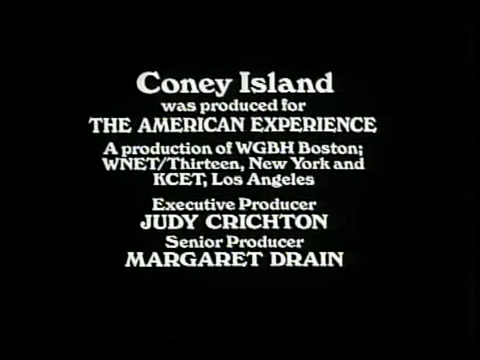 Coney Island
was produced for
THE AMERICAN EXPERIENCE
A production of WGBH Boston;
WNET/Thirteen, New York and
KCET, Los Angeles
Executive Producer
JUDY CRICHTON
Senior Producer
MARGARET DRAIN